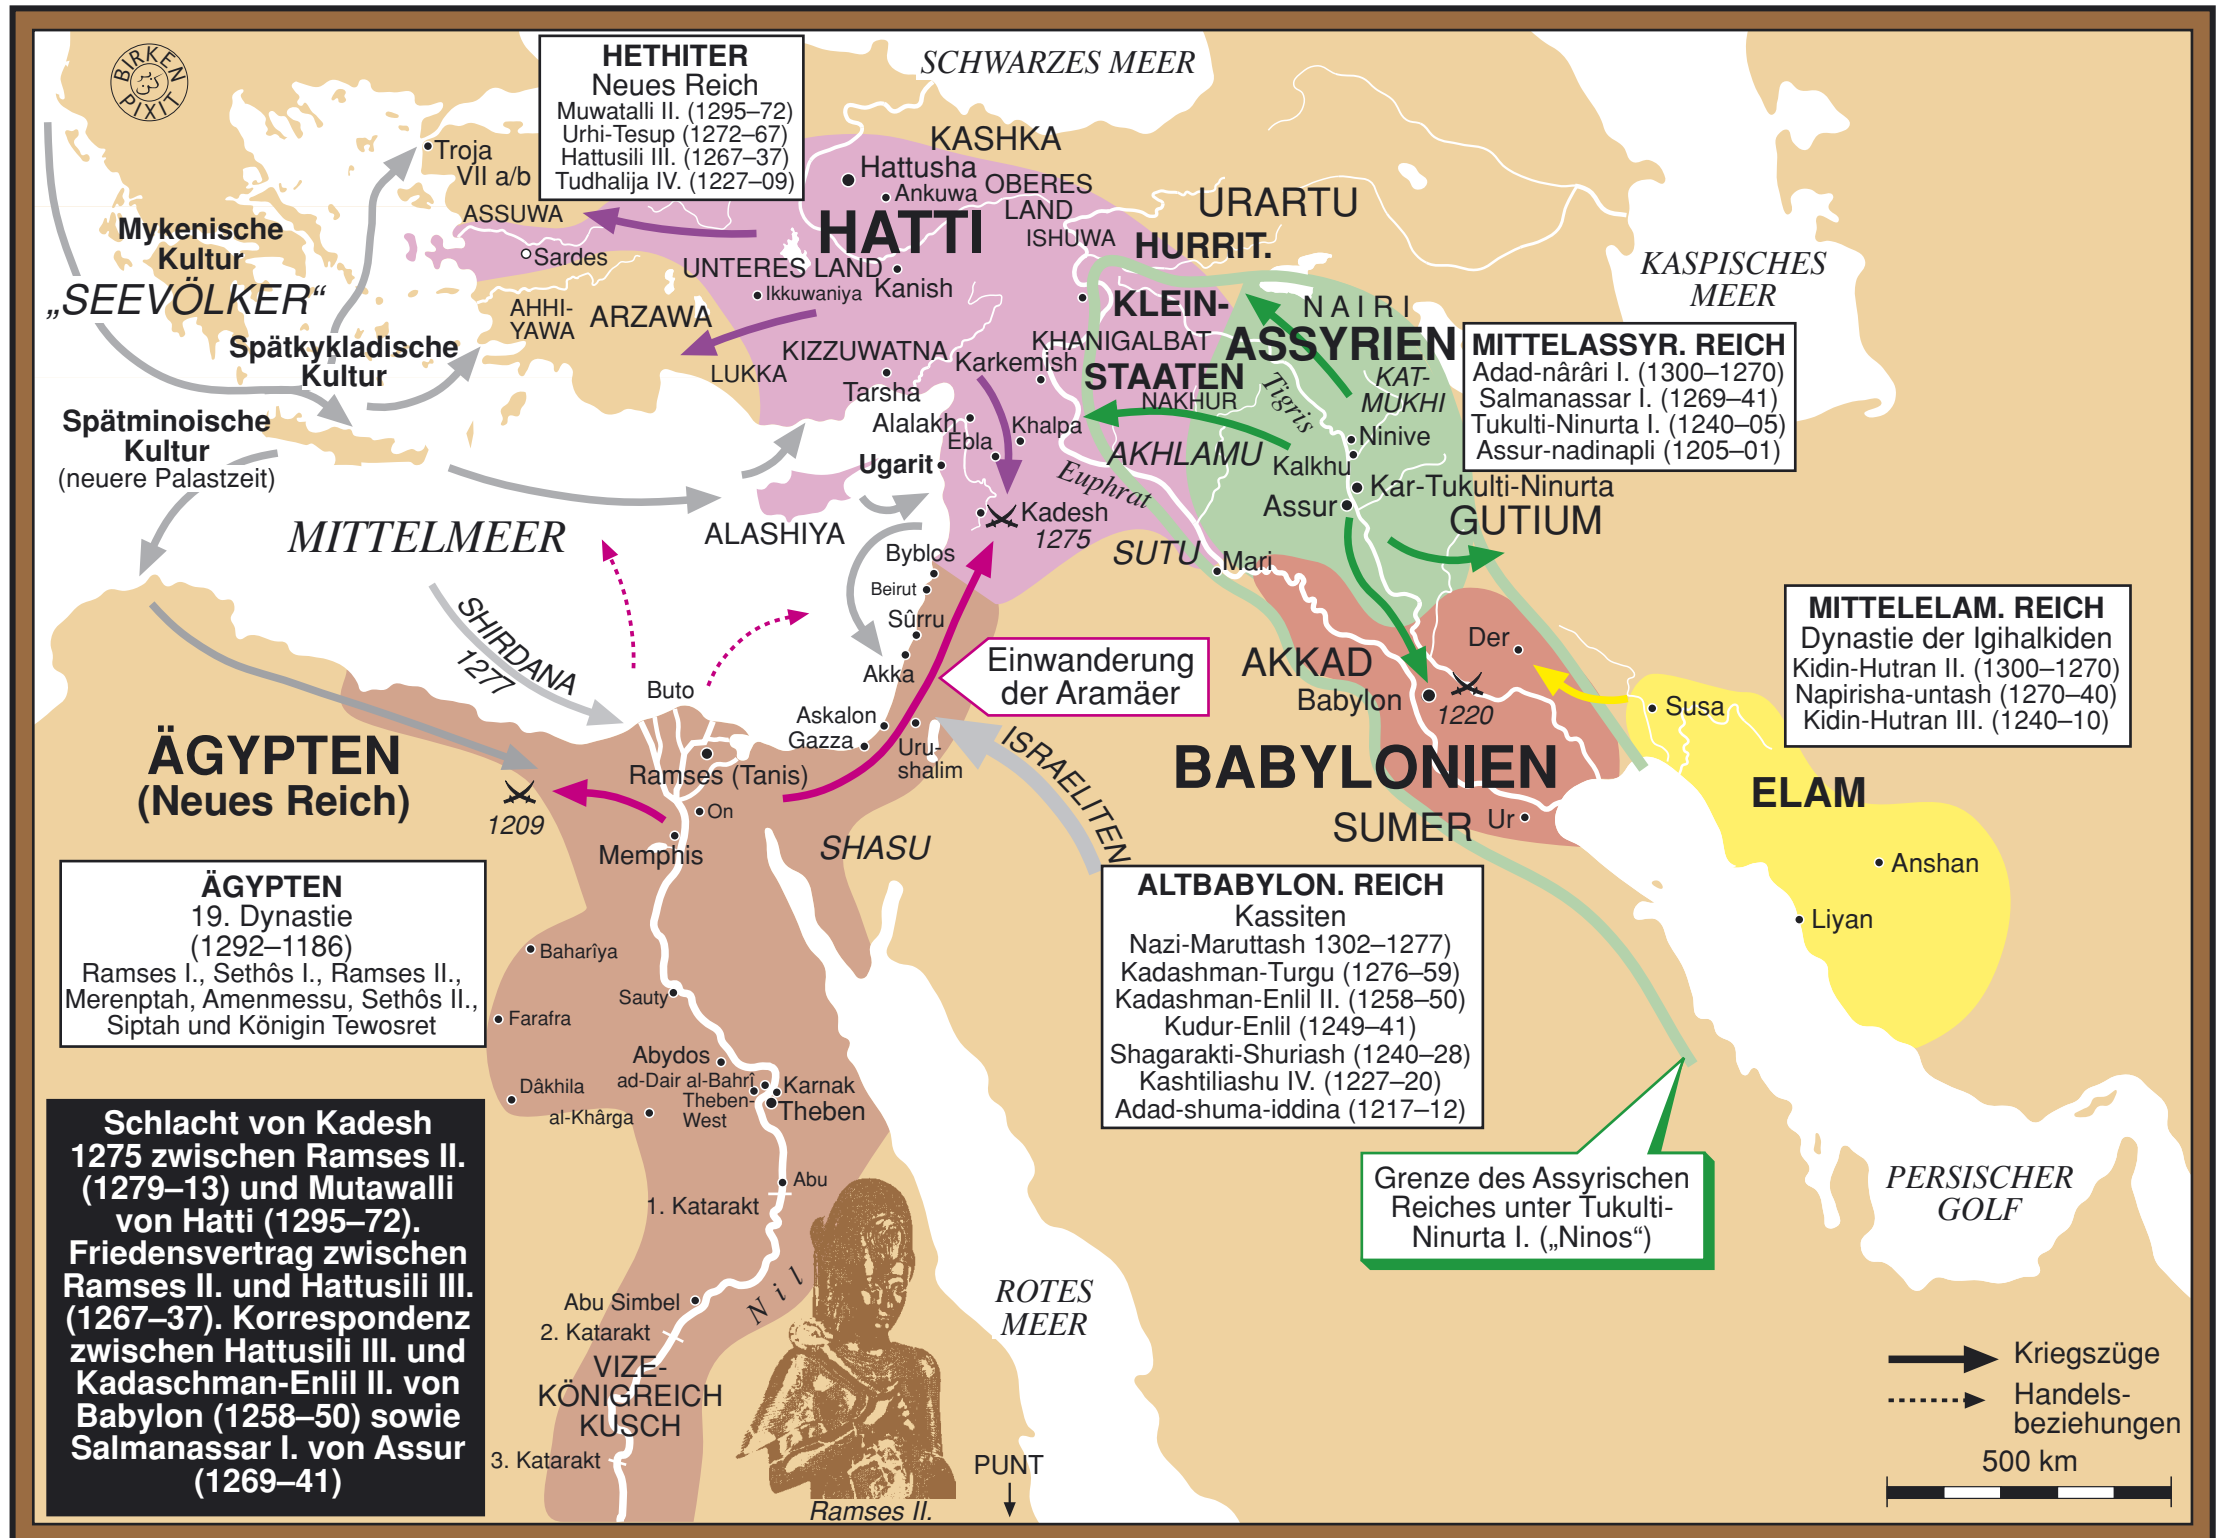 BIRKEN
PIXIT
HETHITER
Neues Reich
Muwatalli II. (1295–72)
Urhi-Tesup (1272–67)
Hattusili III. (1267–37)
Tudhalija IV. (1227–09)
SCHWARZES MEER
KASPISCHES
MEER
Troja
VII a/b
ASSUWA
Sardes
Mykenische
Kultur
„SEEVÖLKER“
Spätkykladische
Kultur
Spätminoische
Kultur
(neuere Palastzeit)
AHHI-
YAWA
ARZAWA
LUKKA
KASHKA
Hattusha
Ankuwa
OBERES
LAND
HATTI
ISHUWA
UNTERES LAND
Ikkuwaniya
Kanish
KIZZUWATNA
Tarsha
Karkemish
Alalakh
Ebla
Khalpa
Ugarit
Kadesh
1275
URARTU
HURRIT.
KLEIN-
KHANIGALBAT
STAATEN
NAKHUR
NAIRI
ASSYRIEN
KAT-
MUKHI
Tigris
AKHLAMU
Euphrat
Ninive
Kalkhu
Kar-Tukulti-Ninurta
Assur
GUTIUM
SUTU
Mari
MITTELASSYR. REICH
Adad-nârâri I. (1300–1270)
Salmanassar I. (1269–41)
Tukulti-Ninurta I. (1240–05)
Assur-nadinapli (1205–01)
MITTELMEER
ALASHIYA
Byblos
Beirut
Sûrru
Akka
Askalon
Gazza
Uru-
shalim
SHIRDANA
1277
Einwanderung
der Aramäer
ISRAELITEN
MITTELELAM. REICH
Dynastie der Igihalkiden
Kidin-Hutran II. (1300–1270)
Napirisha-untash (1270–40)
Kidin-Hutran III. (1240–10)
Der
AKKAD
Babylon
1220
Susa
BABYLONIEN
SUMER
Ur
ELAM
Anshan
Liyan
ÄGYPTEN
(Neues Reich)
1209
Buto
Ramses (Tanis)
On
Memphis
SHASU
ÄGYPTEN
19. Dynastie
(1292–1186)
Ramses I., Sethôs I., Ramses II.,
Merenptah, Amenmessu, Sethôs II.,
Siptah und Königin Tewosret
Baharîya
Sauty
Farafra
Abydos
Dâkhila
ad-Dair al-Bahrî
Karnak
Theben-
West
Theben
al-Khârga
Abu
1. Katarakt
Nil
Abu Simbel
2. Katarakt
VIZE-
KÖNIGREICH
KUSCH
3. Katarakt
Ramses II.
ALTBABYLON. REICH
Kassiten
Nazi-Maruttash 1302–1277)
Kadashman-Turgu (1276–59)
Kadashman-Enlil II. (1258–50)
Kudur-Enlil (1249–41)
Shagarakti-Shuriash (1240–28)
Kashtiliashu IV. (1227–20)
Adad-shuma-iddina (1217–12)
Grenze des Assyrischen
Reiches unter Tukulti-
Ninurta I. („Ninos“)
Schlacht von Kadesh
1275 zwischen Ramses II.
(1279–13) und Mutawalli
von Hatti (1295–72).
Friedensvertrag zwischen
Ramses II. und Hattusili III.
(1267–37). Korrespondenz
zwischen Hattusili III. und
Kadaschman-Enlil II. von
Babylon (1258–50) sowie
Salmanassar I. von Assur
(1269–41)
ROTES
MEER
PUNT
PERSISCHER
GOLF
Kriegszüge
Handels-
beziehungen
500 km